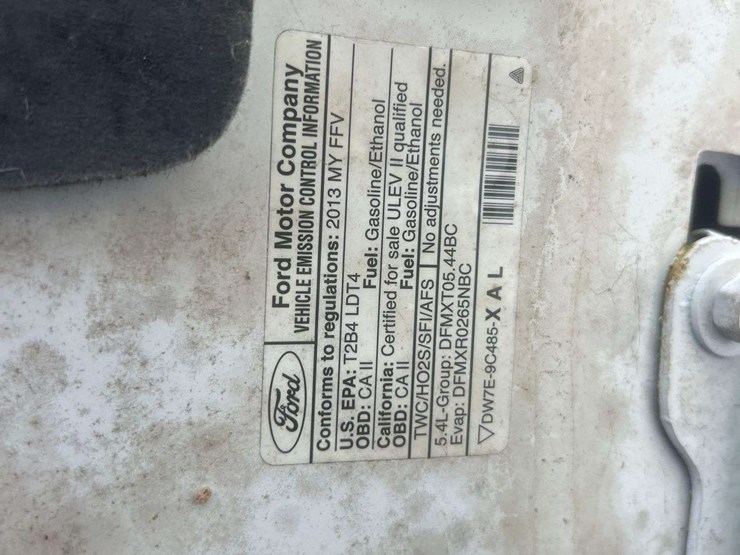 Ford
Ford Motor Company
VEHICLE EMISSION CONTROL INFORMATION
Conforms to regulations: 2013 MY FFV
U.S. EPA: T2B4 LDT4
OBD: CA II Fuel: Gasoline/Ethanol
California: Certified for sale ULEV II qualified
OBD: CA II Fuel: Gasoline/Ethanol
TWC/HO2S/SFI/AFS No adjustments needed.
5.4L-Group: DFMXT05.44BC
Evap: DFMXR0265NBC
▽DW7E-9C485-X A L